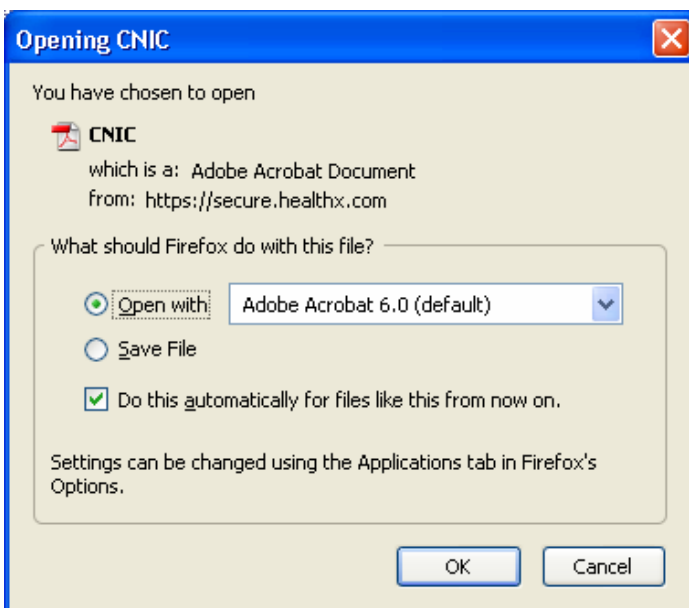 Opening CNIC
You have chosen to open
CNIC
which is a: Adobe Acrobat Document
from: https://secure.healthx.com
What should Firefox do with this file?
Open with Adobe Acrobat 6.0 (default)
Save File
Do this automatically for files like this from now on.
Settings can be changed using the Applications tab in Firefox's
Options.
OK Cancel